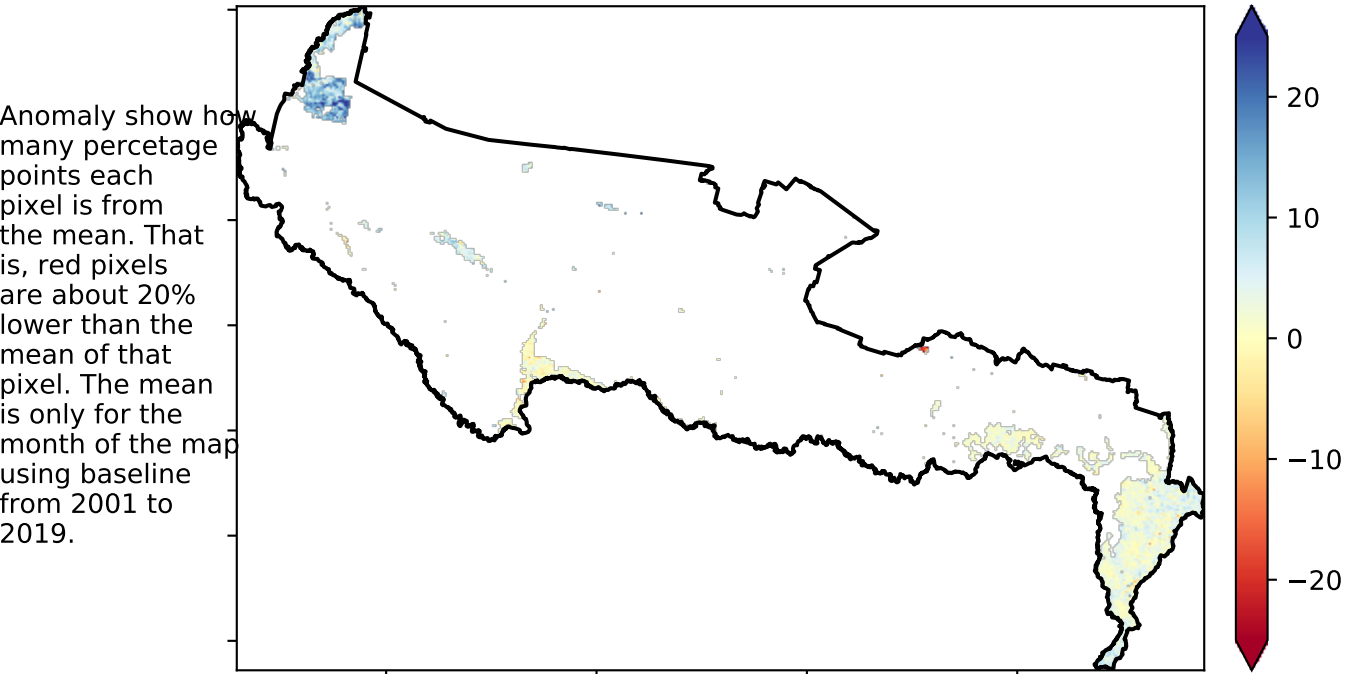 Anomaly show how
many percetage
points each
pixel is from
the mean. That
is, red pixels
are about 20%
lower than the
mean of that
pixel. The mean
is only for the
month of the map
using baseline
from 2001 to
2019.
20
10
0
−10
−20